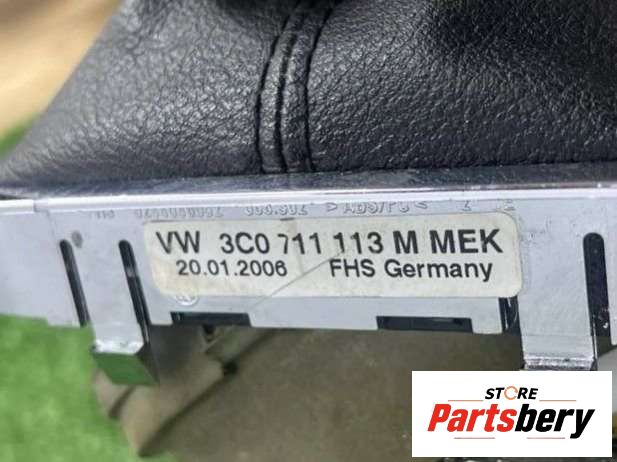 VW 3C0 711 113 M MEK
20.01.2006 FHS Germany
STORE
Partsbery